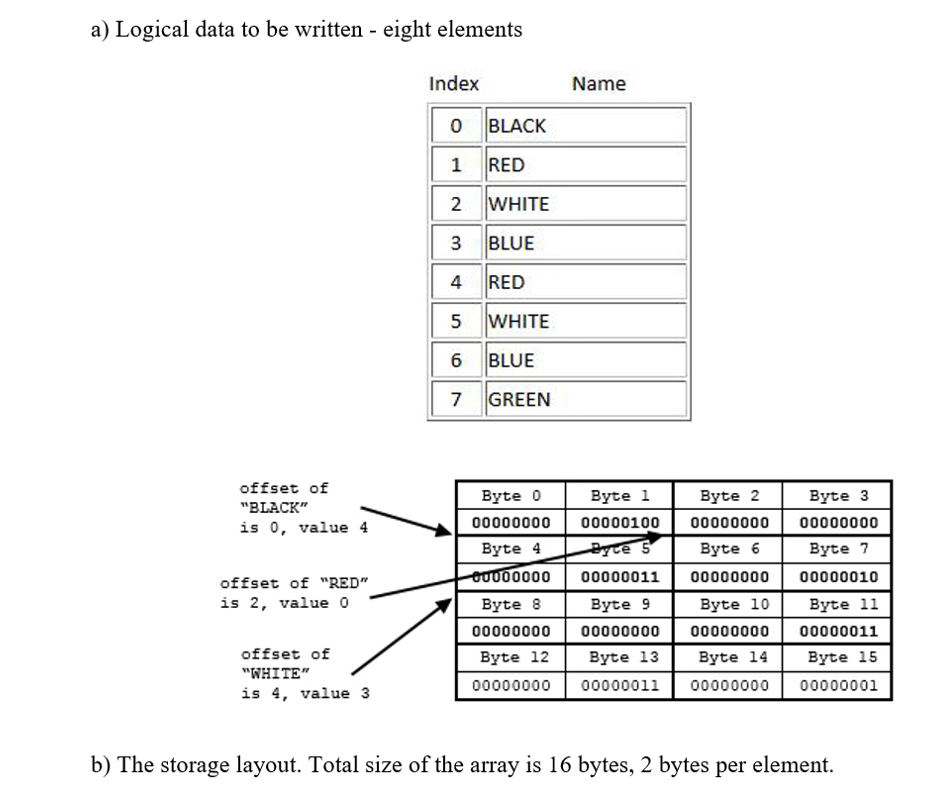 a) Logical data to be written - eight elements
Index Name
0 BLACK
1 RED
2 WHITE
3 BLUE
4 RED
5 WHITE
6 BLUE
7 GREEN
offset of
"BLACK"
is 0, value 4
offset of "RED"
is 2, value 0
offset of
"WHITE"
is 4, value 3
Byte 0 Byte 1 Byte 2 Byte 3
00000000 00000100 00000000 00000000
Byte 4 Byte 5 Byte 6 Byte 7
00000000 00000011 00000000 00000010
Byte 8 Byte 9 Byte 10 Byte 11
00000000 00000000 00000000 00000011
Byte 12 Byte 13 Byte 14 Byte 15
00000000 00000011 00000000 00000001
b) The storage layout. Total size of the array is 16 bytes, 2 bytes per element.